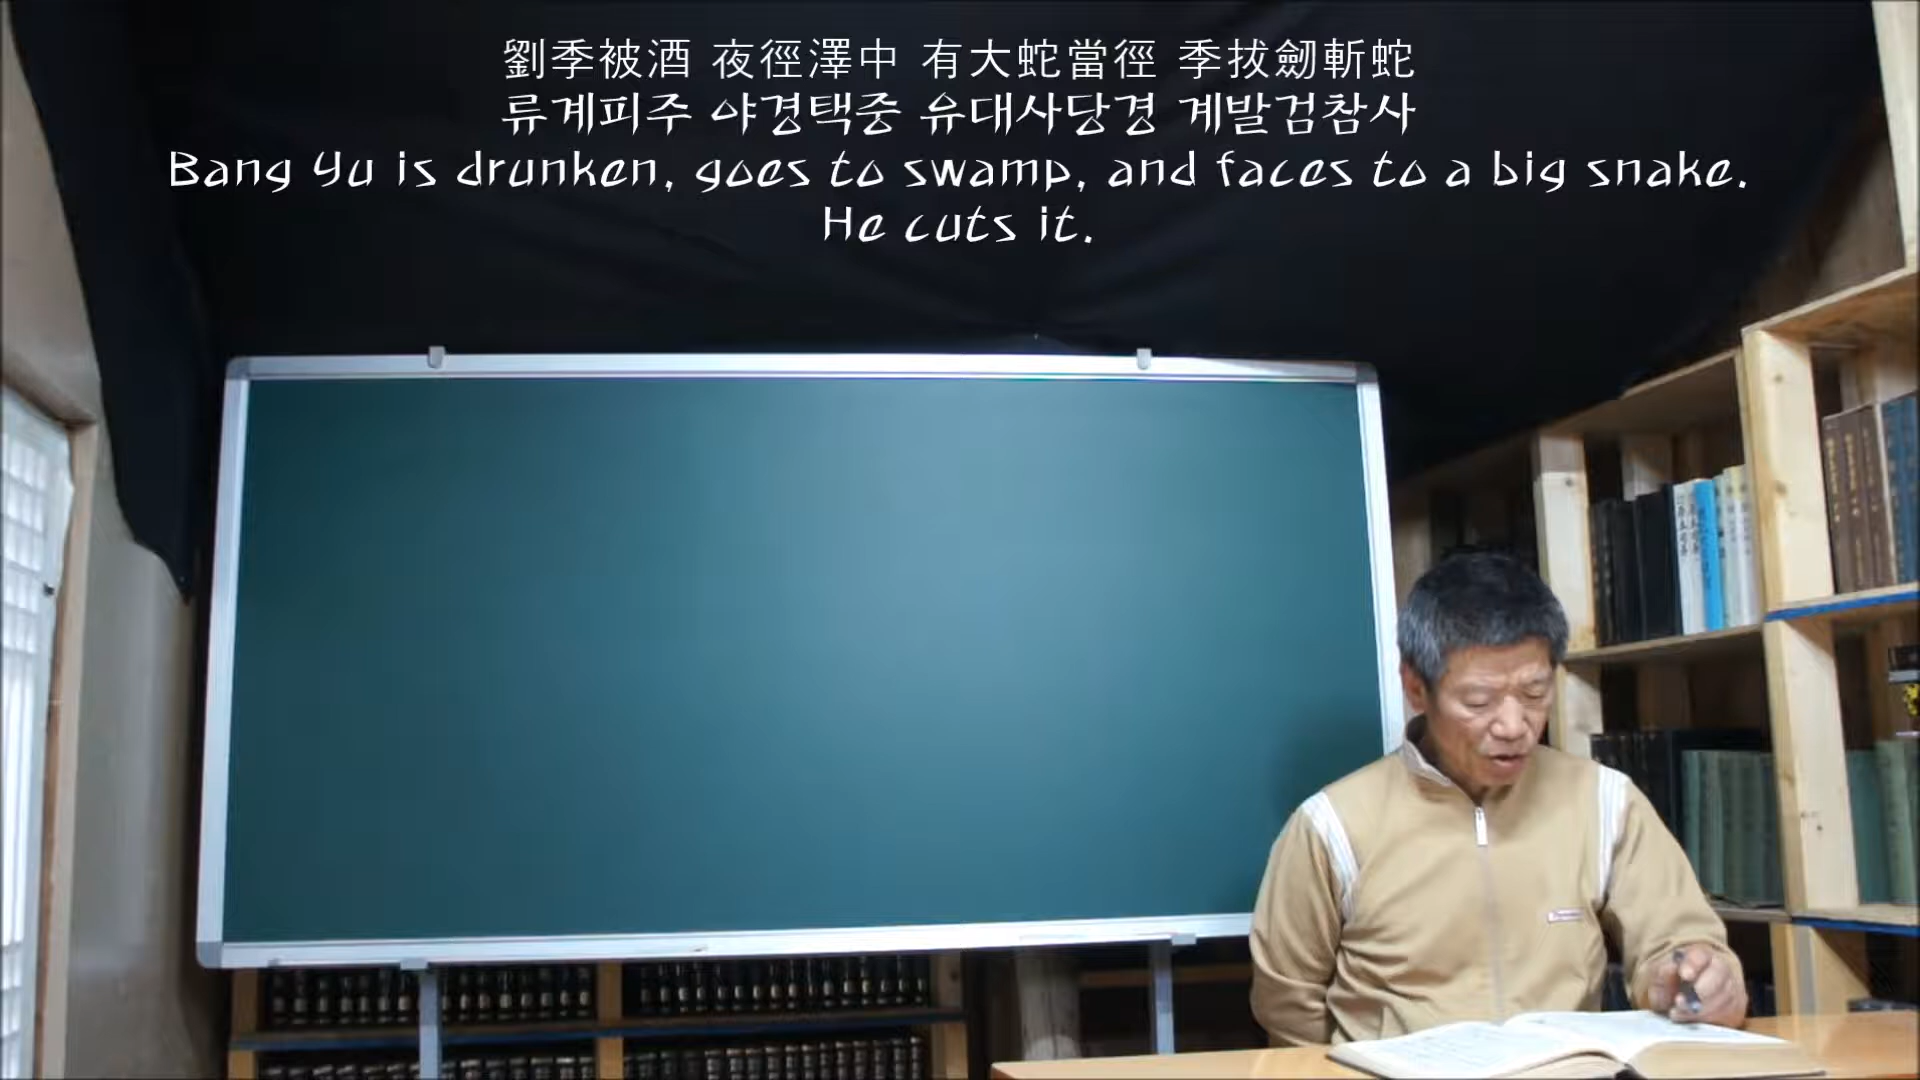 劉季被酒 夜徑澤中 有大蛇當徑 季拔劒斬蛇
류계피주 야경택중 유대사당경 계발검참사
Bang Yu is drunken, goes to swamp, and faces to a big snake.
He cuts it.